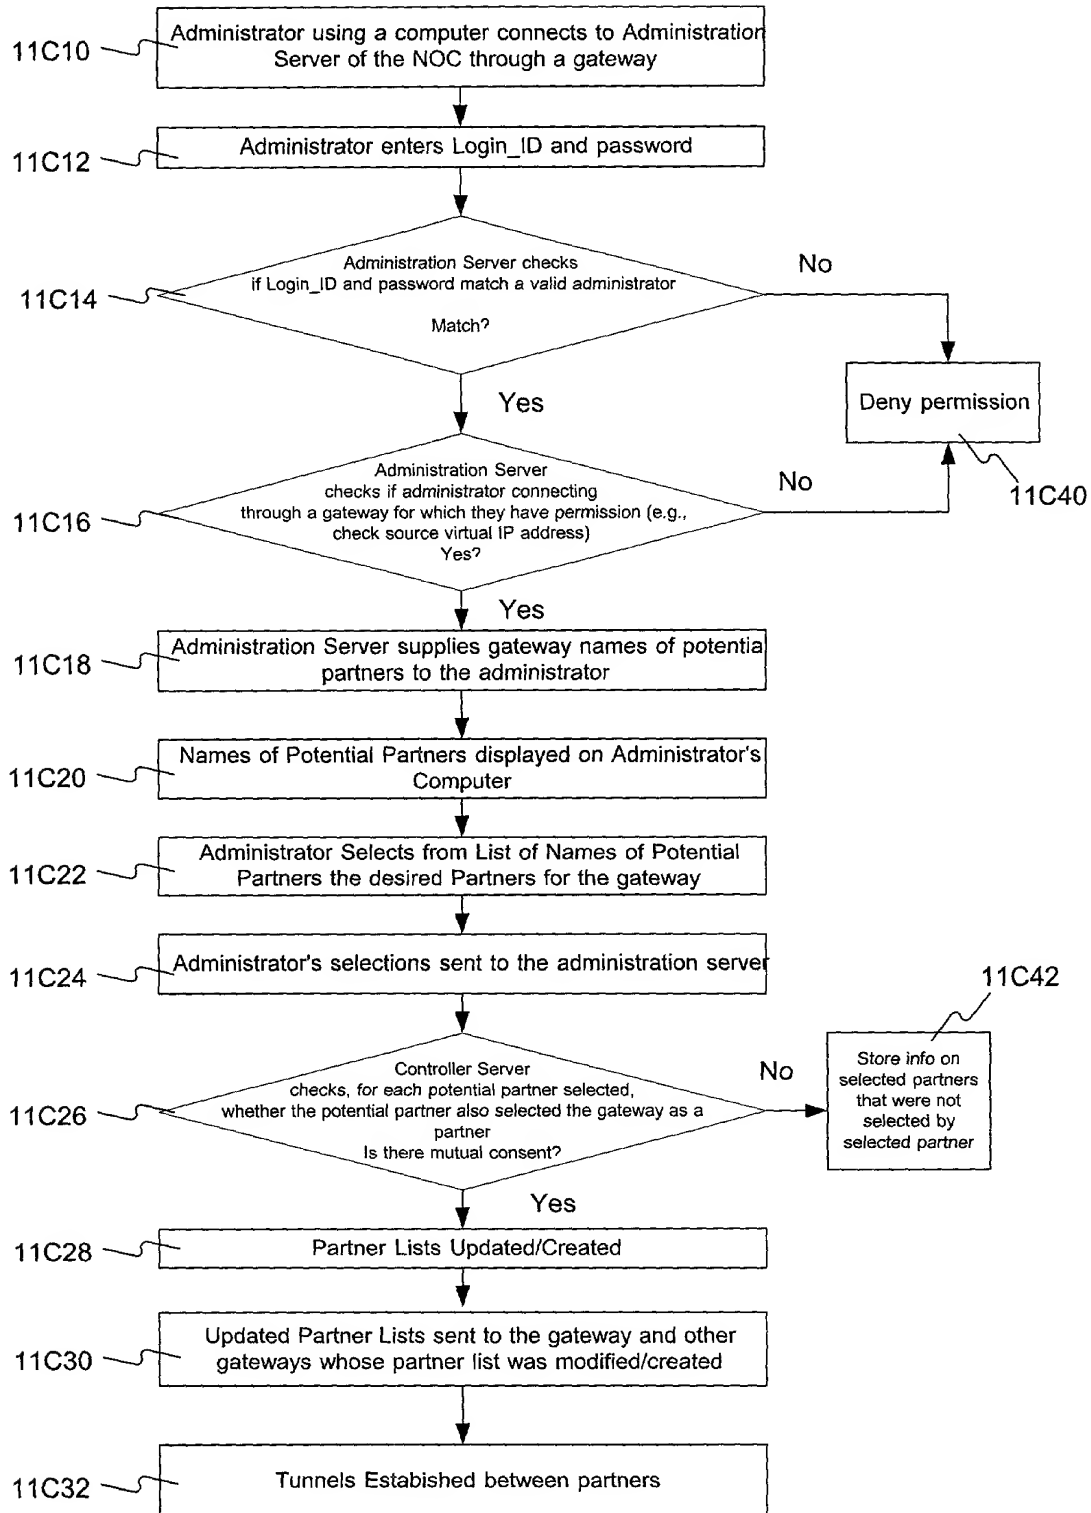 11C10
Administrator using a computer connects to Administration
Server of the NOC through a gateway
11C12
Administrator enters Login_ID and password
11C14
Administration Server checks
if Login_ID and password match a valid administrator
Match?
No
Yes
Deny permission
11C40
11C16
Administration Server
checks if administrator connecting
through a gateway for which they have permission (e.g.,
check source virtual IP address)
Yes?
No
Yes
11C18
Administration Server supplies gateway names of potential
partners to the administrator
11C20
Names of Potential Partners displayed on Administrator's
Computer
11C22
Administrator Selects from List of Names of Potential
Partners the desired Partners for the gateway
11C24
Administrator's selections sent to the administration server
11C26
Controller Server
checks, for each potential partner selected,
whether the potential partner also selected the gateway as a
partner
Is there mutual consent?
No
11C42
Store info on
selected partners
that were not
selected by
selected partner
Yes
11C28
Partner Lists Updated/Created
11C30
Updated Partner Lists sent to the gateway and other
gateways whose partner list was modified/created
11C32
Tunnels Estabished between partners